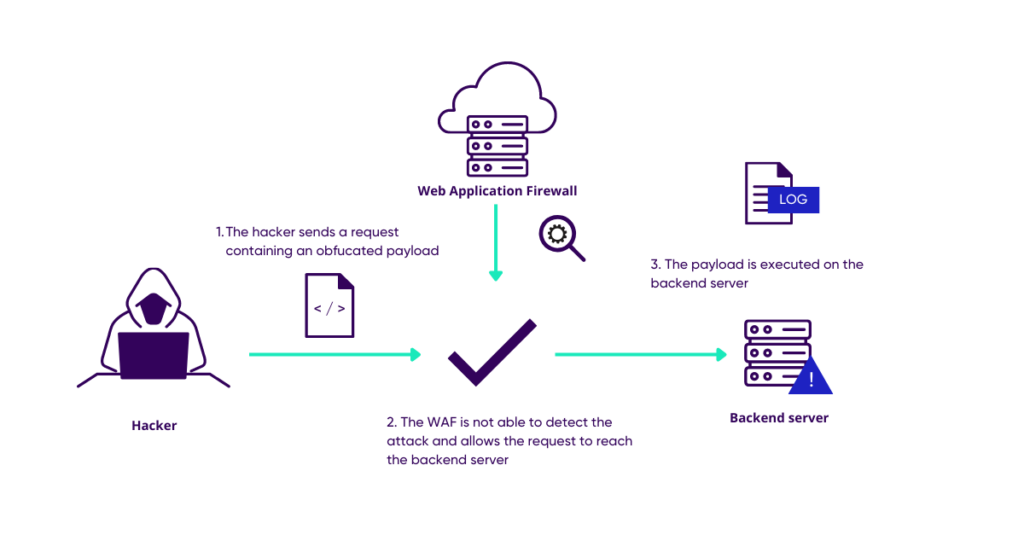 Web Application Firewall
LOG
1. The hacker sends a request
containing an obfucated payload
</>
3. The payload is executed on the
backend server
!
Hacker
2. The WAF is not able to detect the
attack and allows the request to reach
the backend server
Backend server